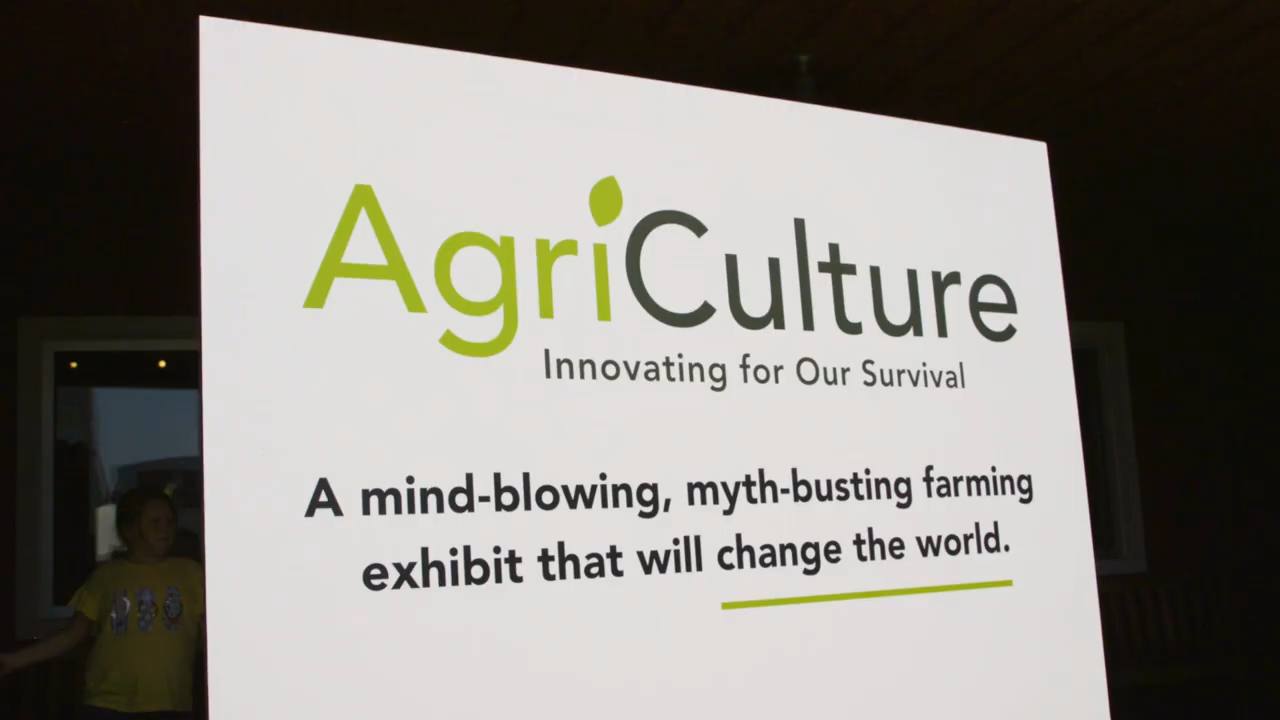 AgriCulture
Innovating for Our Survival
A mind-blowing, myth-busting farming
exhibit that will change the world.